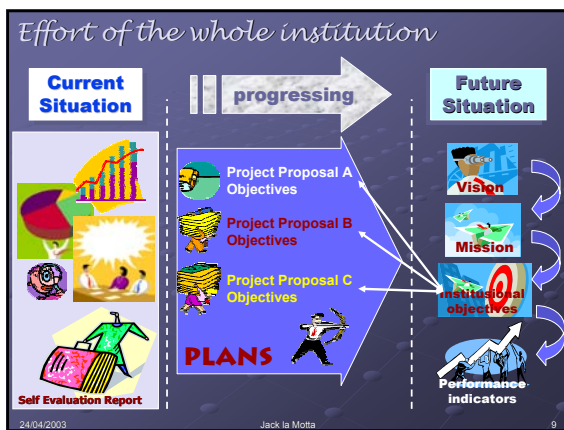 Effort of the whole institution
Current
Situation
progressing
Future
Situation
Project Proposal A
Objectives
Project Proposal B
Objectives
Project Proposal C
Objectives
PLANS
Self Evaluation Report
Vision
Mission
Institusional
objectives
Performance
indicators
24/04/2003
Jack la Motta
9